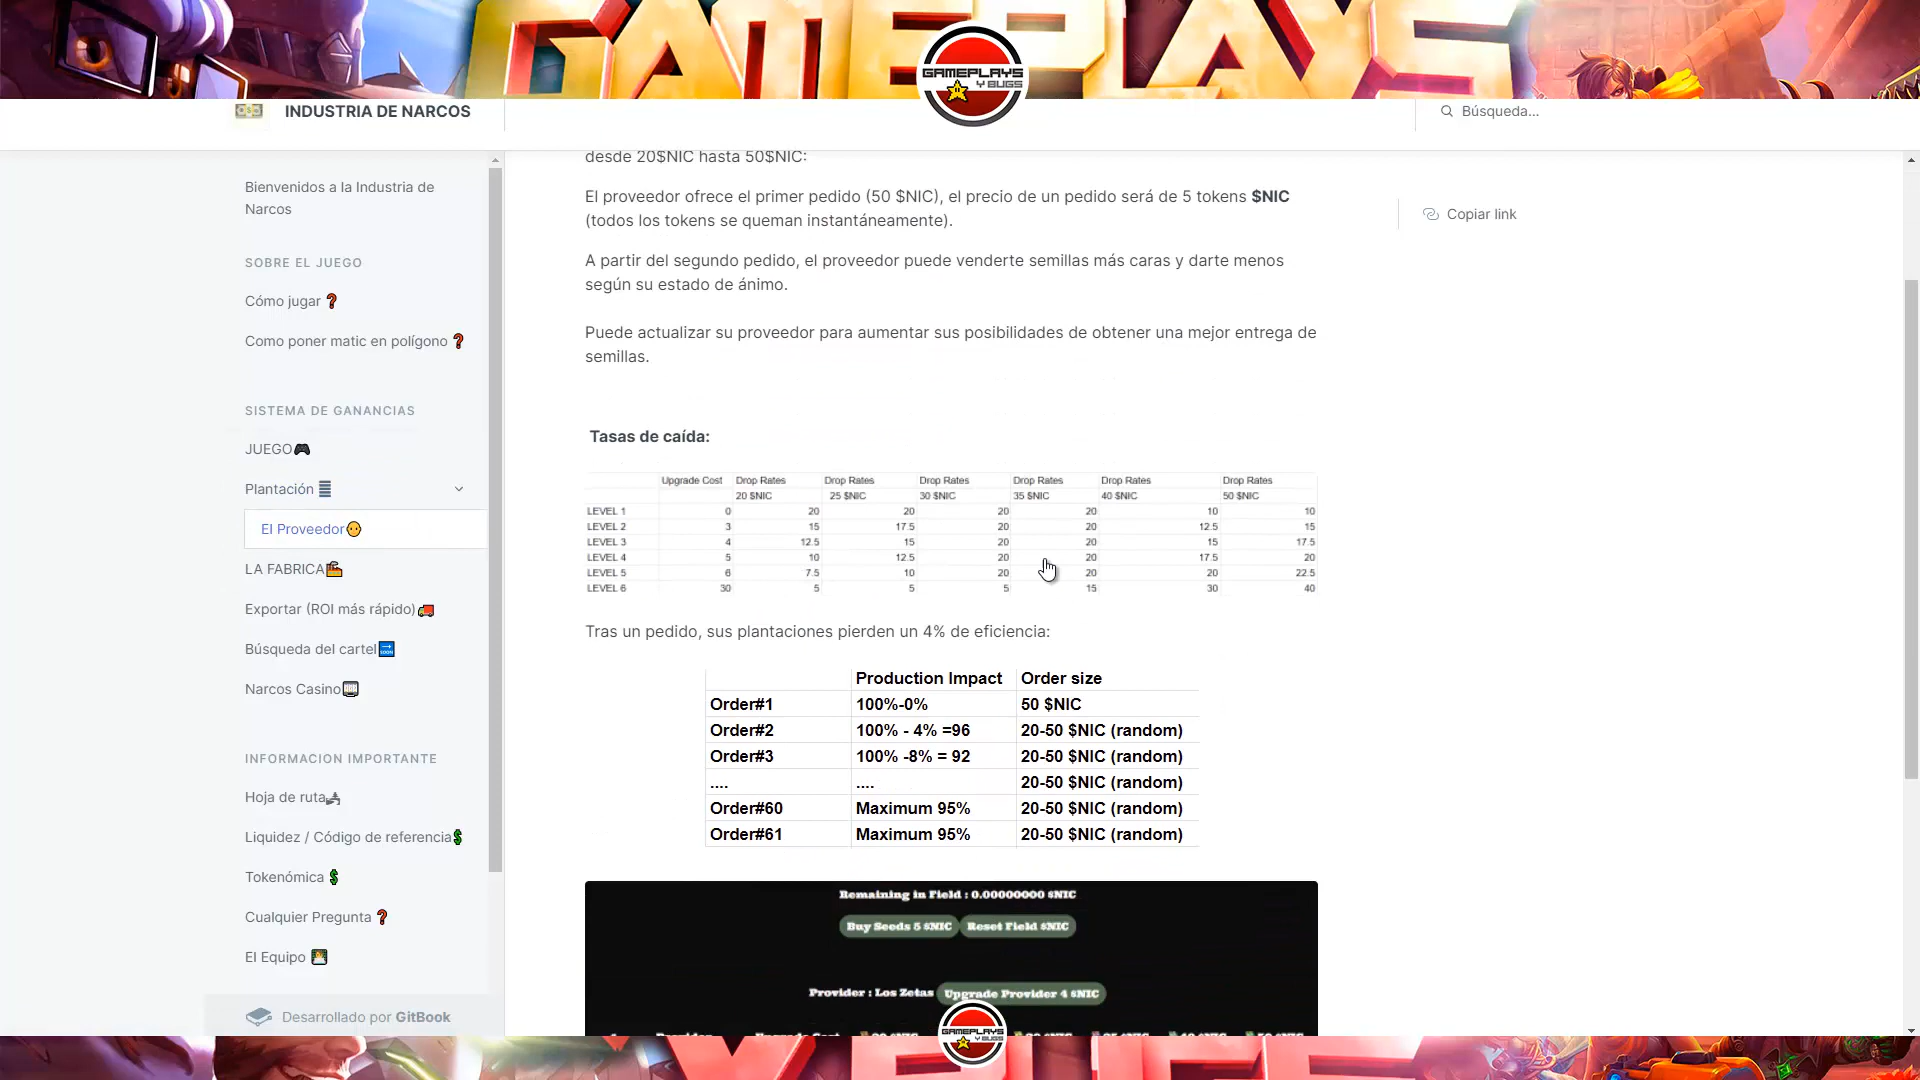 GAMEPLAYS
GAMEPLAYS
Y BUGS
INDUSTRIA DE NARCOS
Búsqueda...
Bienvenidos a la Industria de
Narcos
SOBRE EL JUEGO
Cómo jugar ❓
Como poner matic en polígono ❓
SISTEMA DE GANANCIAS
JUEGO🎮
Plantación
El Proveedor
LA FABRICA🏭
Exportar (ROI más rápido)🚚
Búsqueda del cartel🔜
Narcos Casino🎰
INFORMACION IMPORTANTE
Hoja de ruta
Liquidez / Código de referencia💲
Tokenómica 💲
Cualquier Pregunta ❓
El Equipo
Desarrollado por GitBook
desde 20$NIC hasta 50$NIC:
El proveedor ofrece el primer pedido (50 $NIC), el precio de un pedido será de 5 tokens $NIC
(todos los tokens se queman instantáneamente).
A partir del segundo pedido, el proveedor puede venderte semillas más caras y darte menos
según su estado de ánimo.
Puede actualizar su proveedor para aumentar sus posibilidades de obtener una mejor entrega de
semillas.
Tasas de caída:
Upgrade Cost Drop Rates Drop Rates Drop Rates Drop Rates Drop Rates Drop Rates
20 $NIC 25 $NIC 30 $NIC 35 $NIC 40 $NIC 50 $NIC
LEVEL 1 0 20 20 20 20 10 10
LEVEL 2 3 15 17.5 20 20 12.5 15
LEVEL 3 4 12.5 15 20 20 15 17.5
LEVEL 4 5 10 12.5 20 20 17.5 20
LEVEL 5 6 7.5 10 20 20 20 22.5
LEVEL 6 30 5 5 5 15 30 40
Tras un pedido, sus plantaciones pierden un 4% de eficiencia:
Production Impact Order size
Order#1 100%-0% 50 $NIC
Order#2 100% - 4% =96 20-50 $NIC (random)
Order#3 100% -8% = 92 20-50 $NIC (random)
.... .... 20-50 $NIC (random)
Order#60 Maximum 95% 20-50 $NIC (random)
Order#61 Maximum 95% 20-50 $NIC (random)
Remaining in Field : 0.00000000 $NIC
Buy Seeds 5 $NIC Reset Field $NIC
Provider : Los Zetas Upgrade Provider 4 $NIC
Copiar link
GAMEPLAYS
Y BUGS